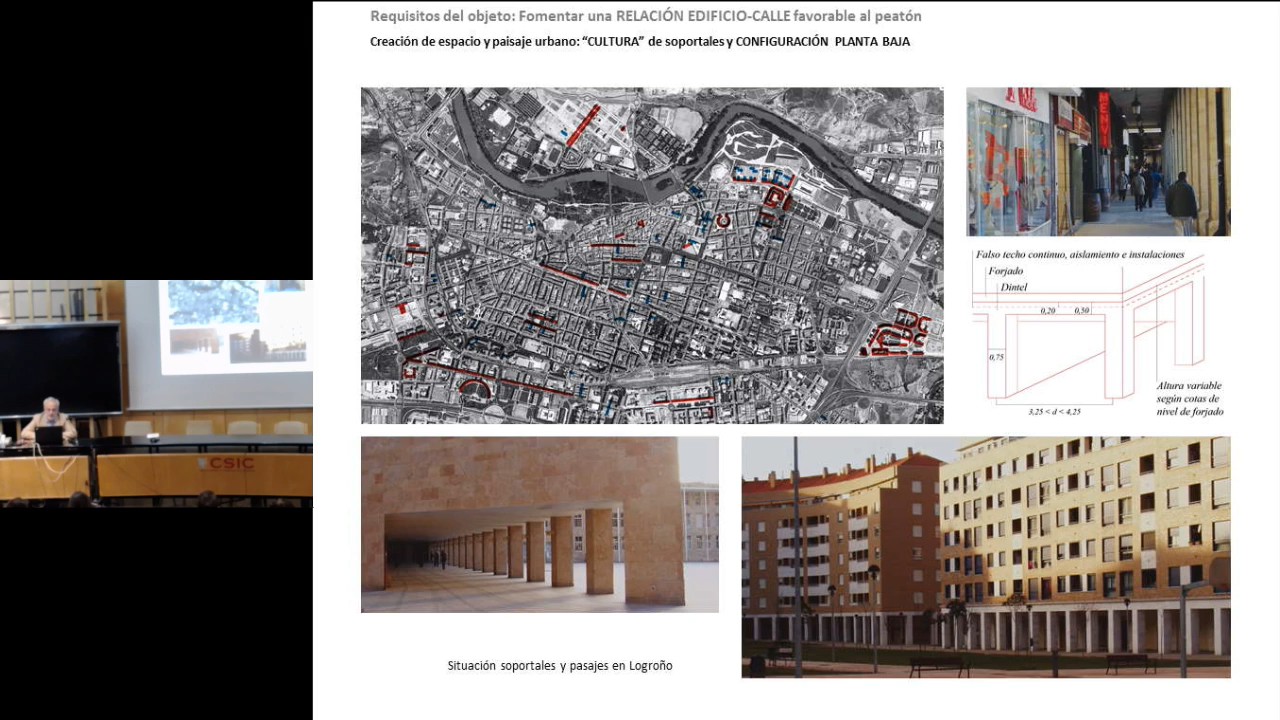 Requisitos del objeto: Fomentar una RELACIÓN EDIFICIO-CALLE favorable al peatón
Creación de espacio y paisaje urbano: “CULTURA” de soportales y CONFIGURACIÓN PLANTA BAJA
Falso techo continuo, aislamiento e instalaciones
Forjado
Dintel
0,20
0,50
0,75
Altura variable
según cotas de
nivel de forjado
3,25 < d < 4,25
CSIC
Situación soportales y pasajes en Logroño